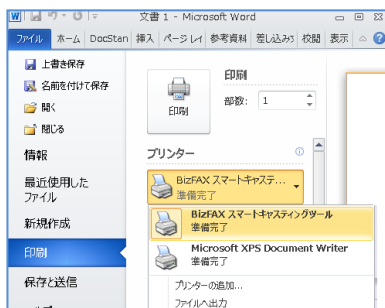 文書 1 - Microsoft Word
ファイル ホーム DocStan 挿入 ページ レイ 参考資料 差し込み文 校閲 表示
上書き保存
名前を付けて保存
開く
閉じる
情報
最近使用した
ファイル
新規作成
印刷
保存と送信
印刷
印刷
部数: 1
プリンター
BizFAX スマートキャステ...
準備完了
BizFAX スマートキャスティングツール
準備完了
Microsoft XPS Document Writer
準備完了
プリンターの追加...
ファイルへ出力